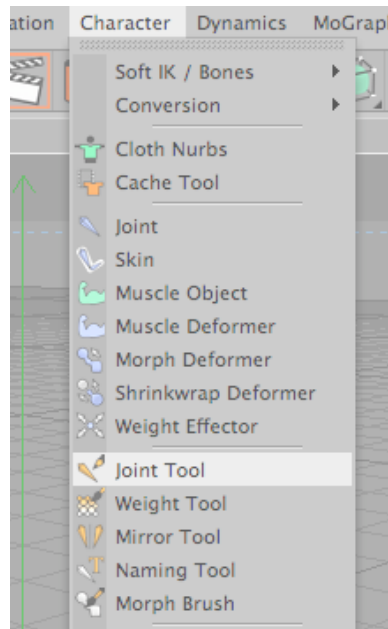 ation Character Dynamics MoGrap
Soft IK / Bones
Conversion
Cloth Nurbs
Cache Tool
Joint
Skin
Muscle Object
Muscle Deformer
Morph Deformer
Shrinkwrap Deformer
Weight Effector
Joint Tool
Weight Tool
Mirror Tool
Naming Tool
Morph Brush